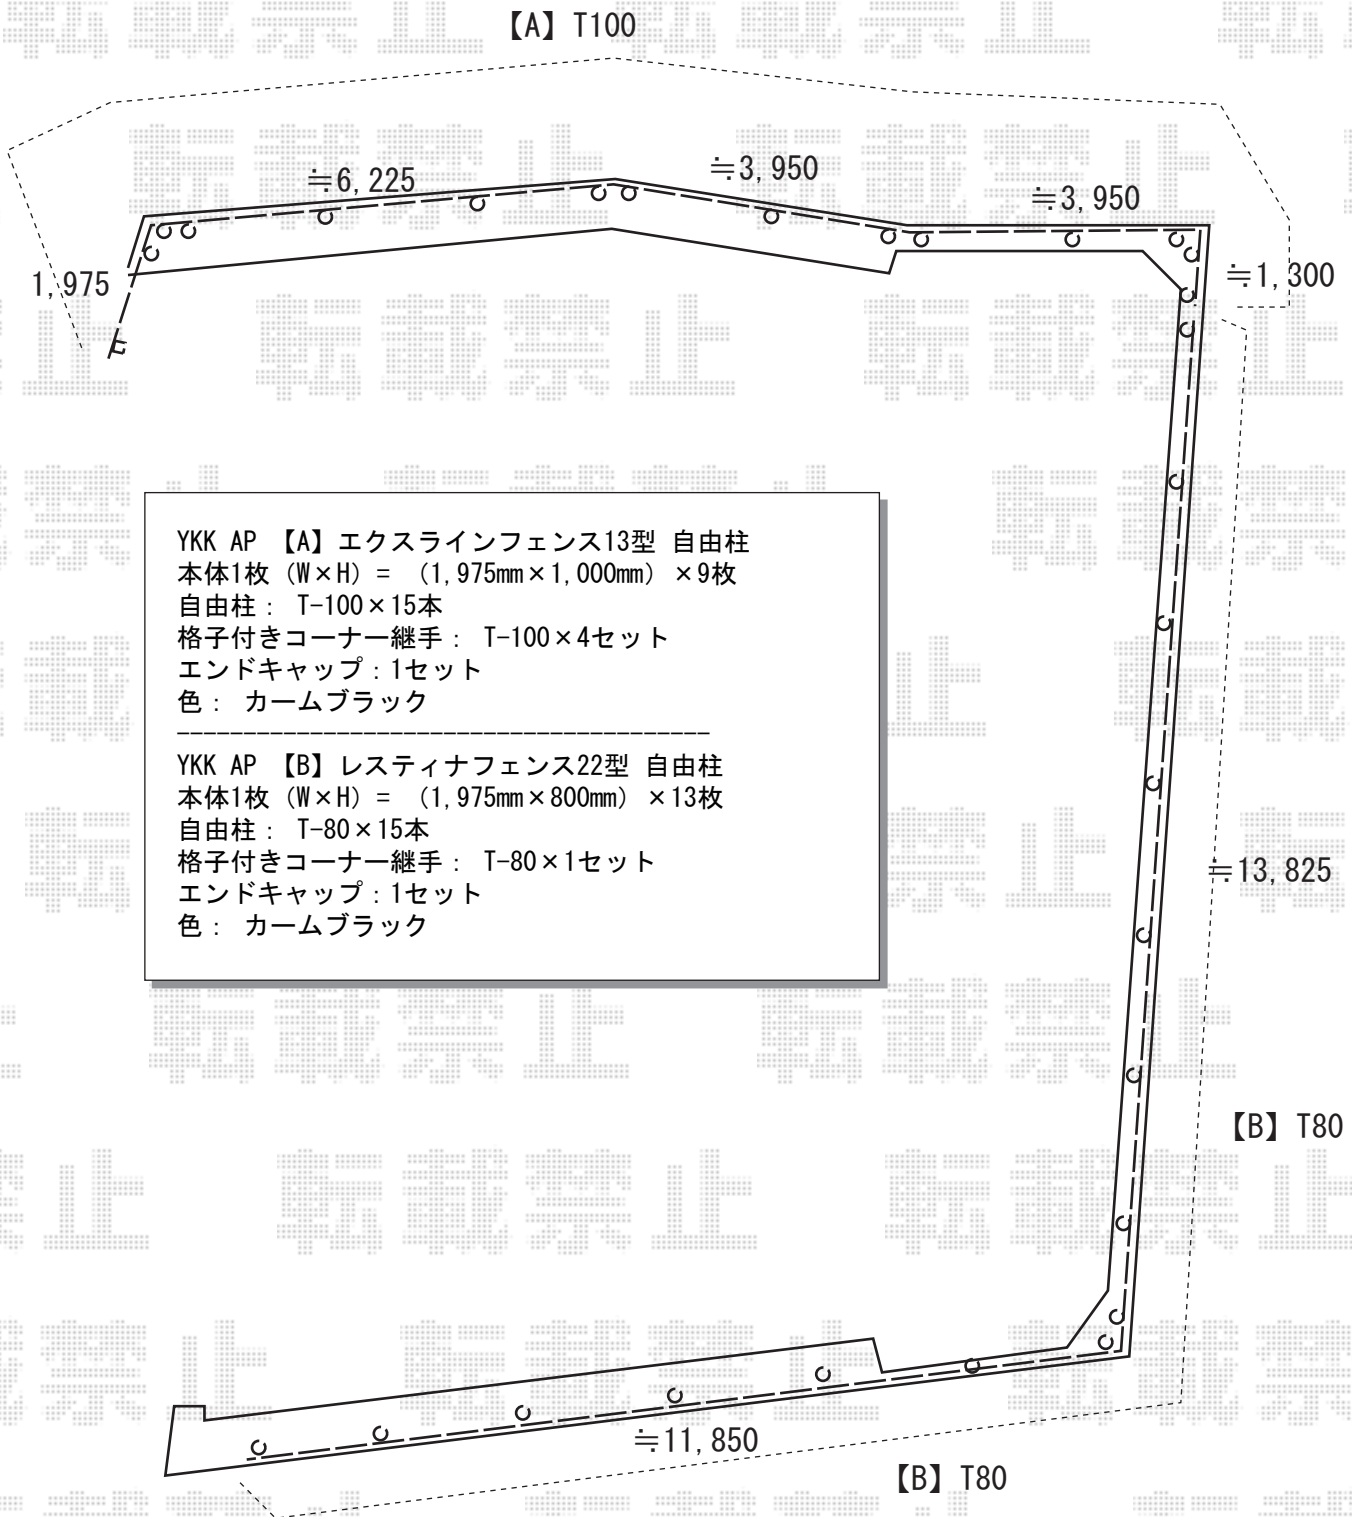 【A】T100
≒6,225
≒3,950
≒3,950
1,975
≒1,300
YKK AP 【A】エクスラインフェンス13型 自由柱
本体1枚（W×H）= （1,975mm×1,000mm）×9枚
自由柱： T-100×15本
格子付きコーナー継手： T-100×4セット
エンドキャップ：1セット
色： カームブラック
----------------------------------------
YKK AP 【B】レスティナフェンス22型 自由柱
本体1枚（W×H）= （1,975mm×800mm）×13枚
自由柱： T-80×15本
格子付きコーナー継手： T-80×1セット
エンドキャップ：1セット
色： カームブラック
≒13,825
【B】T80
≒11,850
【B】T80
転載禁止